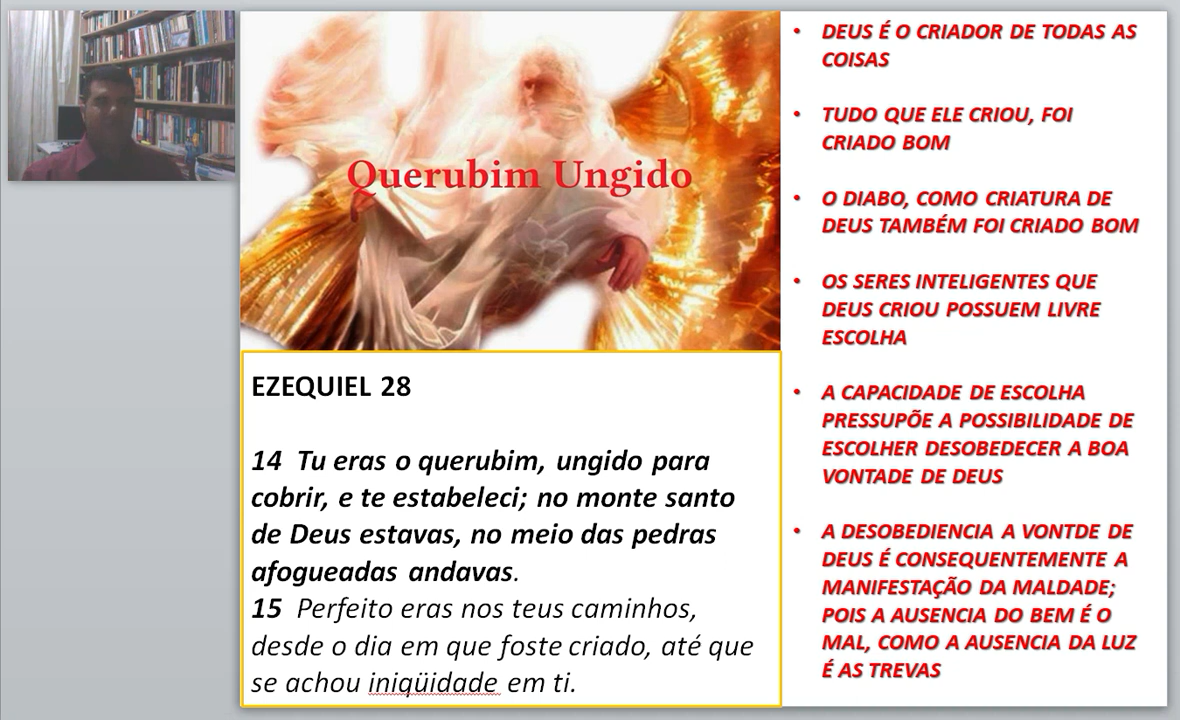 Querubim Ungido
EZEQUIEL 28
14 Tu eras o querubim, ungido para
cobrir, e te estabeleci; no monte santo
de Deus estavas, no meio das pedras
afogueadas andavas.
15 Perfeito eras nos teus caminhos,
desde o dia em que foste criado, até que
se achou iniqüidade em ti.
• DEUS É O CRIADOR DE TODAS AS
COISAS
• TUDO QUE ELE CRIOU, FOI
CRIADO BOM
• O DIABO, COMO CRIATURA DE
DEUS TAMBÉM FOI CRIADO BOM
• OS SERES INTELIGENTES QUE
DEUS CRIOU POSSUEM LIVRE
ESCOLHA
• A CAPACIDADE DE ESCOLHA
PRESSUPÕE A POSSIBILIDADE DE
ESCOLHER DESOBEDECER A BOA
VONTADE DE DEUS
• A DESOBEDIENCIA A VONTDE DE
DEUS É CONSEQUENTEMENTE A
MANIFESTAÇÃO DA MALDADE;
POIS A AUSENCIA DO BEM É O
MAL, COMO A AUSENCIA DA LUZ
É AS TREVAS